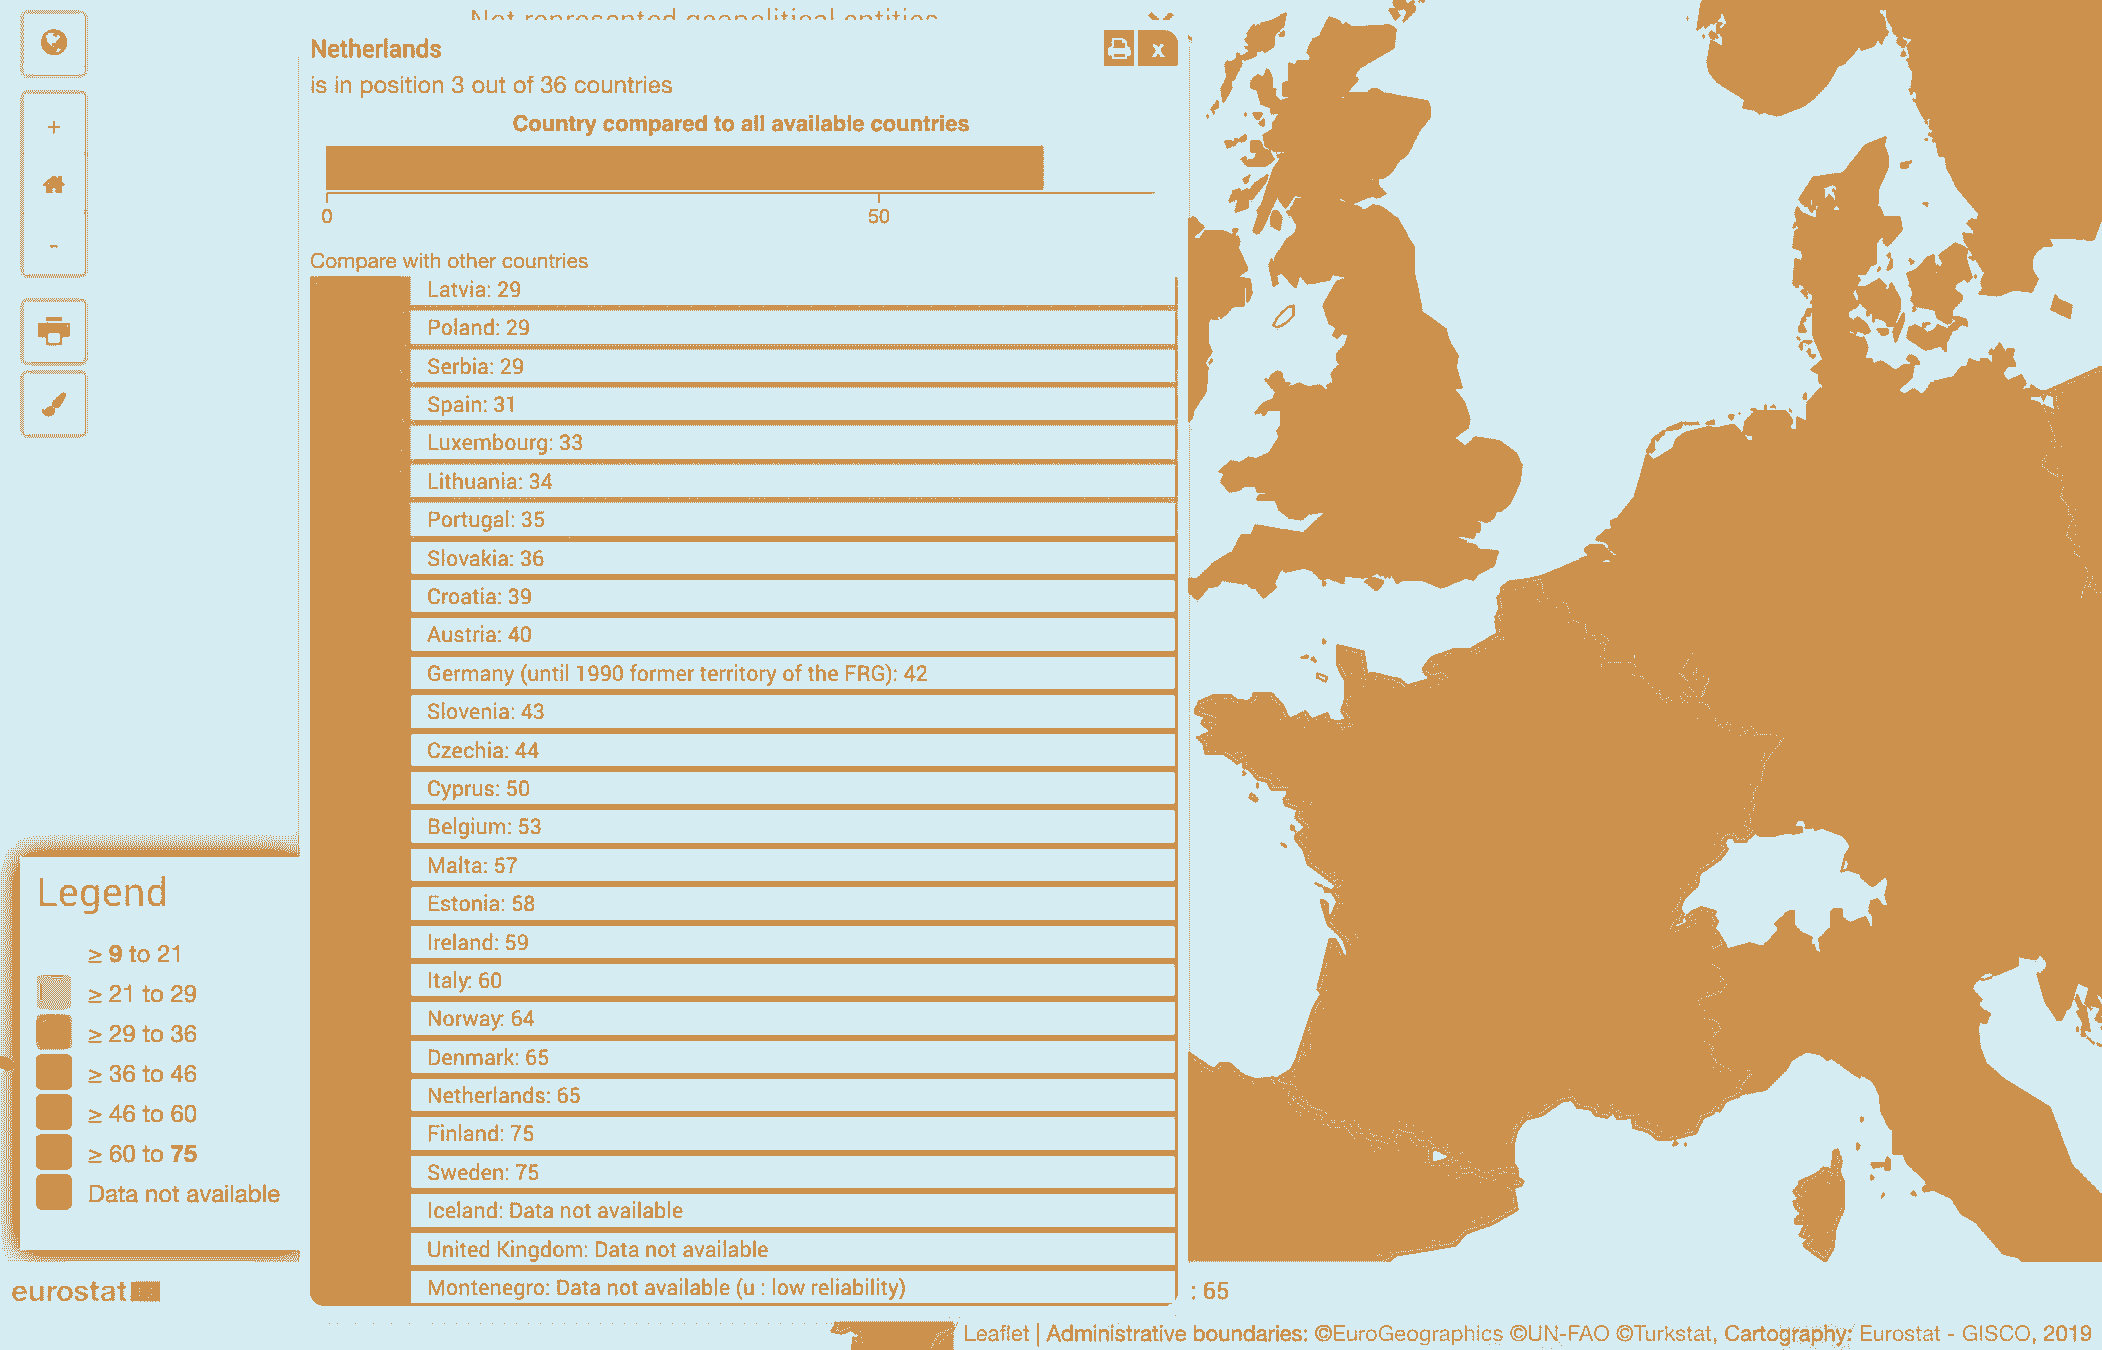 Not represented geopolitical entities
x
Netherlands
x
is in position 3 out of 36 countries
Country compared to all available countries
0
50
Compare with other countries
Latvia: 29
Poland: 29
Serbia: 29
Spain: 31
Luxembourg: 33
Lithuania: 34
Portugal: 35
Slovakia: 36
Croatia: 39
Austria: 40
Germany (until 1990 former territory of the FRG): 42
Slovenia: 43
Czechia: 44
Cyprus: 50
Belgium: 53
Malta: 57
Estonia: 58
Ireland: 59
Italy: 60
Norway: 64
Denmark: 65
Netherlands: 65
Finland: 75
Sweden: 75
Iceland: Data not available
United Kingdom: Data not available
Montenegro: Data not available (u : low reliability)
+
-
Legend
≥ 9 to 21
≥ 21 to 29
≥ 29 to 36
≥ 36 to 46
≥ 46 to 60
≥ 60 to 75
Data not available
eurostat
: 65
Leaflet | Administrative boundaries: ©EuroGeographics ©UN-FAO ©Turkstat, Cartography: Eurostat - GISCO, 2019